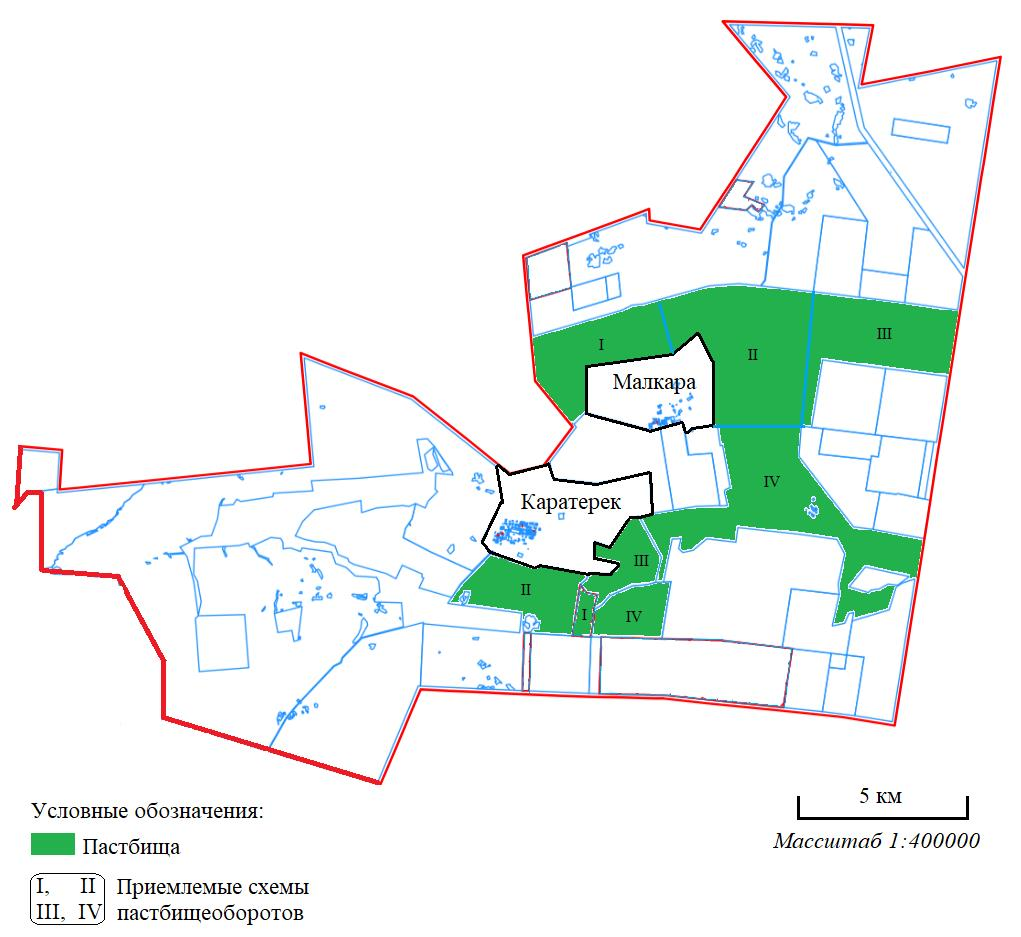 III
I
II
Малкара
IV
Каратерек
III
II
I
IV
5 км
Масштаб 1:400000
Условные обозначения:
Пастбища
I, II Приемлемые схемы
III, IV пастбищеоборотов